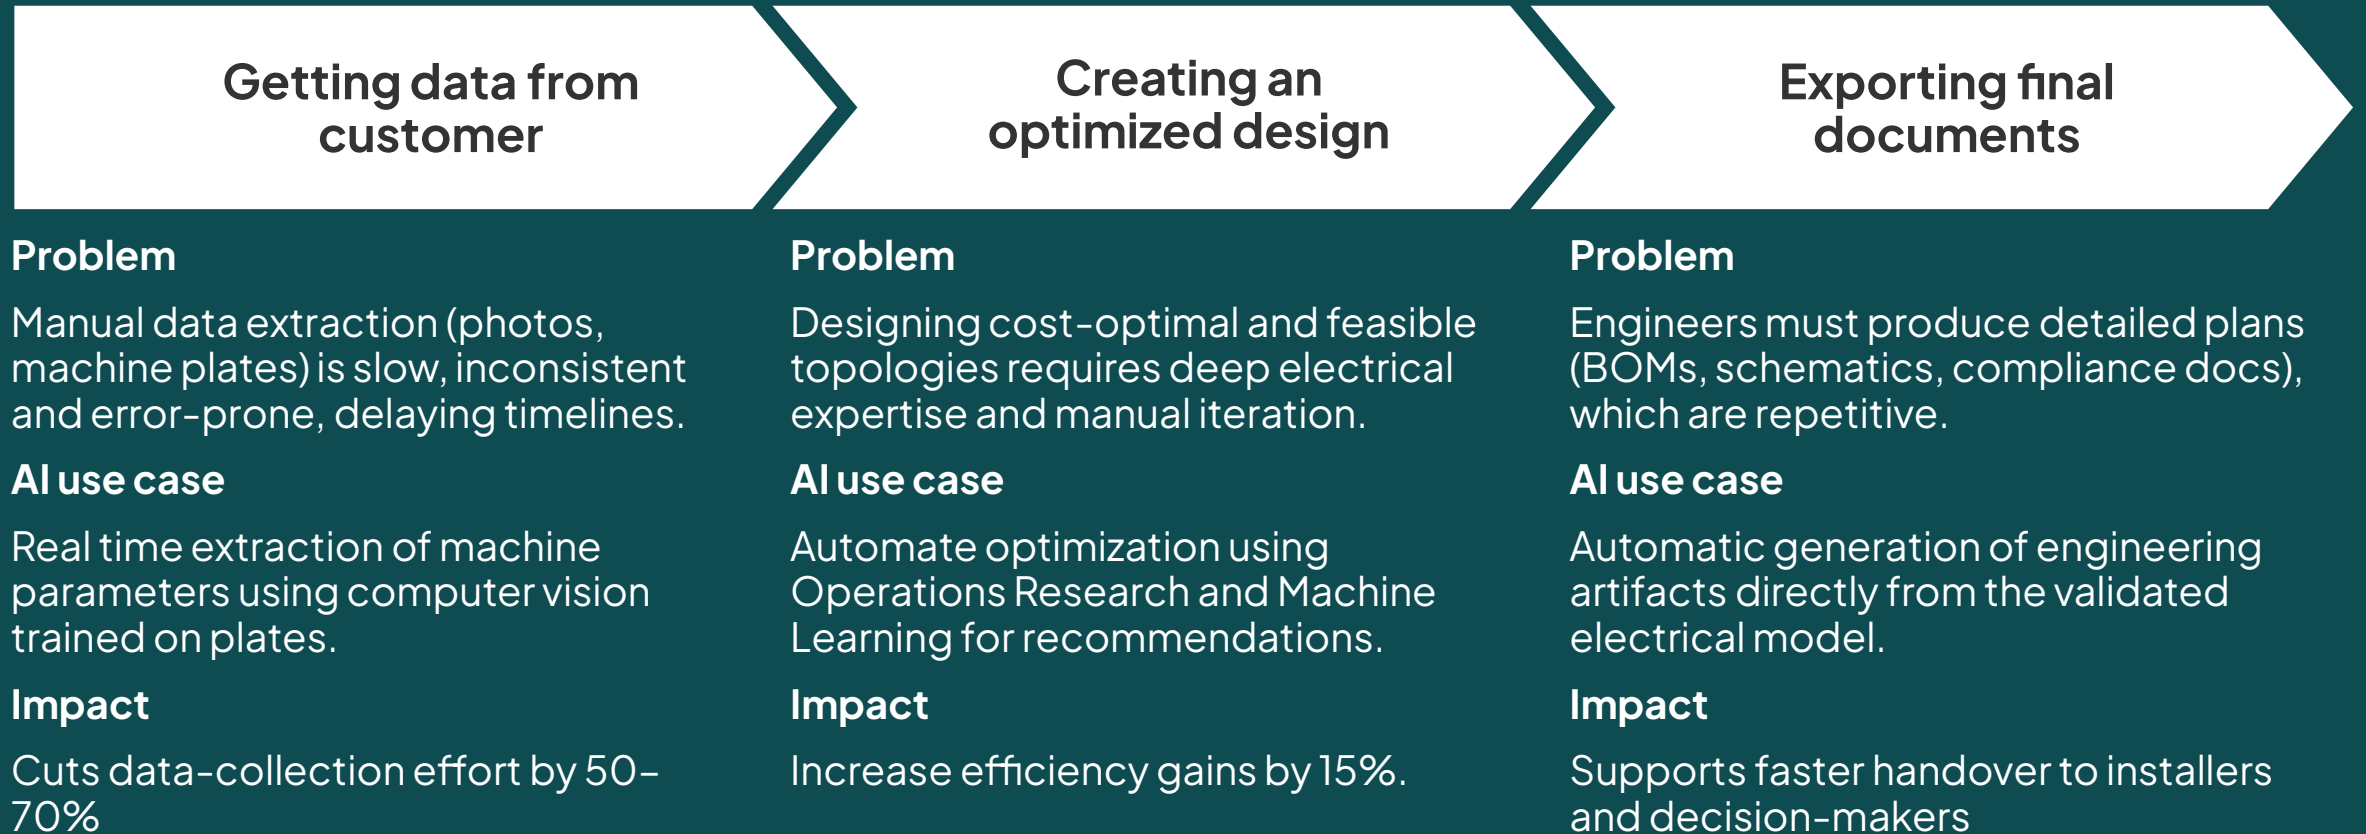 Getting data from
customer
Creating an
optimized design
Exporting final
documents
Problem
Manual data extraction (photos,
machine plates) is slow, inconsistent
and error-prone, delaying timelines.
AI use case
Real time extraction of machine
parameters using computer vision
trained on plates.
Impact
Cuts data-collection effort by 50–
70%
Problem
Designing cost-optimal and feasible
topologies requires deep electrical
expertise and manual iteration.
AI use case
Automate optimization using
Operations Research and Machine
Learning for recommendations.
Impact
Increase efficiency gains by 15%.
Problem
Engineers must produce detailed plans
(BOMs, schematics, compliance docs),
which are repetitive.
AI use case
Automatic generation of engineering
artifacts directly from the validated
electrical model.
Impact
Supports faster handover to installers
and decision-makers